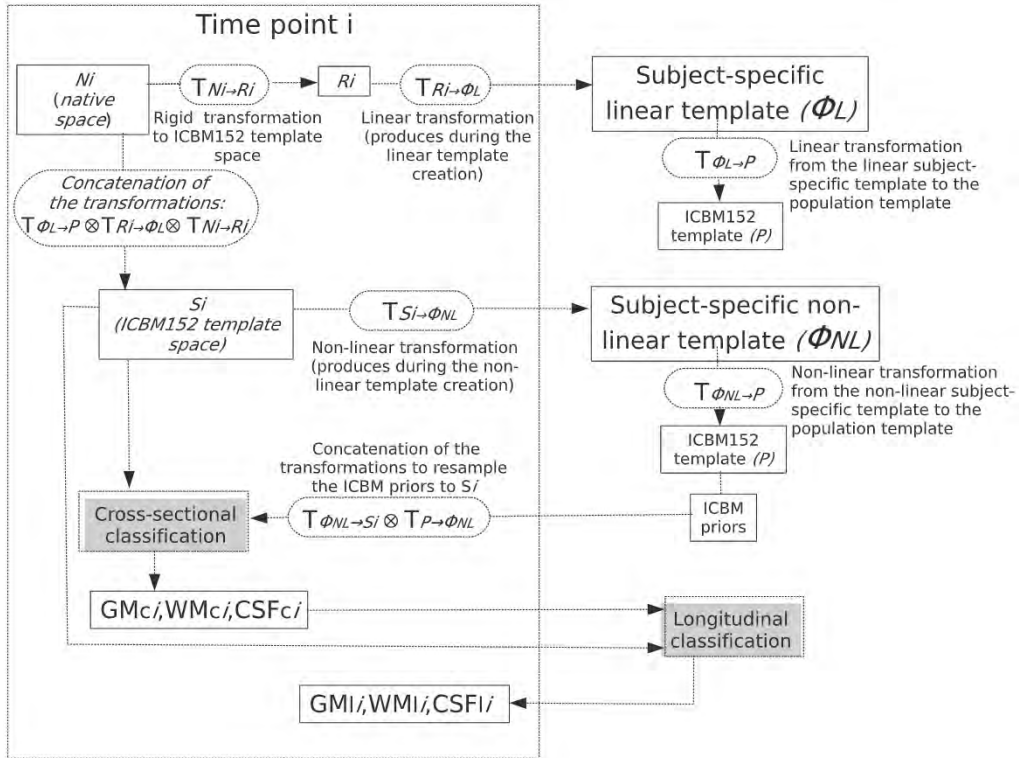 Time point i
Ni
(native
space)
TNi→Ri
Rigid transformation
to ICBM152 template
space
Ri
TRi→ΦL
Linear transformation
(produces during the
linear template
creation)
Subject-specific
linear template (ΦL)
TΦL→P
Linear transformation
from the linear subject-
specific template to the
population template
ICBM152
template (P)
Concatenation of
the transformations:
TΦL→P ⊗TRi→ΦL⊗ TNi→Ri
Si
(ICBM152 template
space)
TSi→ΦNL
Non-linear transformation
(produces during the non-
linear template creation)
Subject-specific non-
linear template (ΦNL)
TΦNL→P
Non-linear transformation
from the non-linear subject-
specific template to the
population template
ICBM152
template (P)
ICBM
priors
Concatenation of the
transformations to resample
the ICBM priors to Si
TΦNL→Si ⊗ TP→ΦNL
Cross-sectional
classification
GMci,WMci,CSFci
Longitudinal
classification
GMli,WMli,CSFli